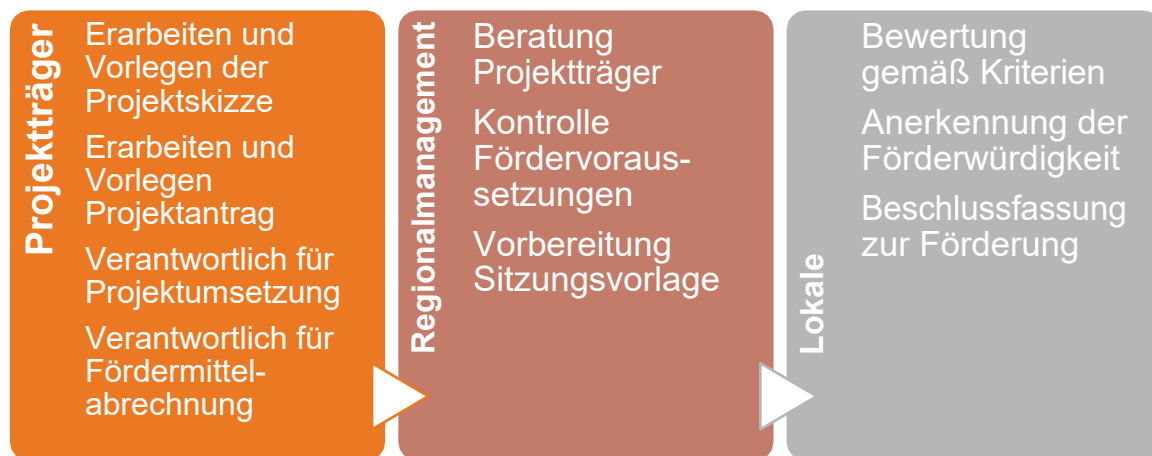 Projektträger
Erarbeiten und
Vorlegen der
Projektskizze
Erarbeiten und
Vorlegen
Projektantrag
Verantwortlich für
Projektumsetzung
Verantwortlich für
Fördermittel-
abrechnung
Regionalmanagement
Beratung
Projektträger
Kontrolle
Fördervoraus-
setzungen
Vorbereitung
Sitzungsvorlage
Lokale
Bewertung
gemäß Kriterien
Anerkennung der
Förderwürdigkeit
Beschlussfassung
zur Förderung